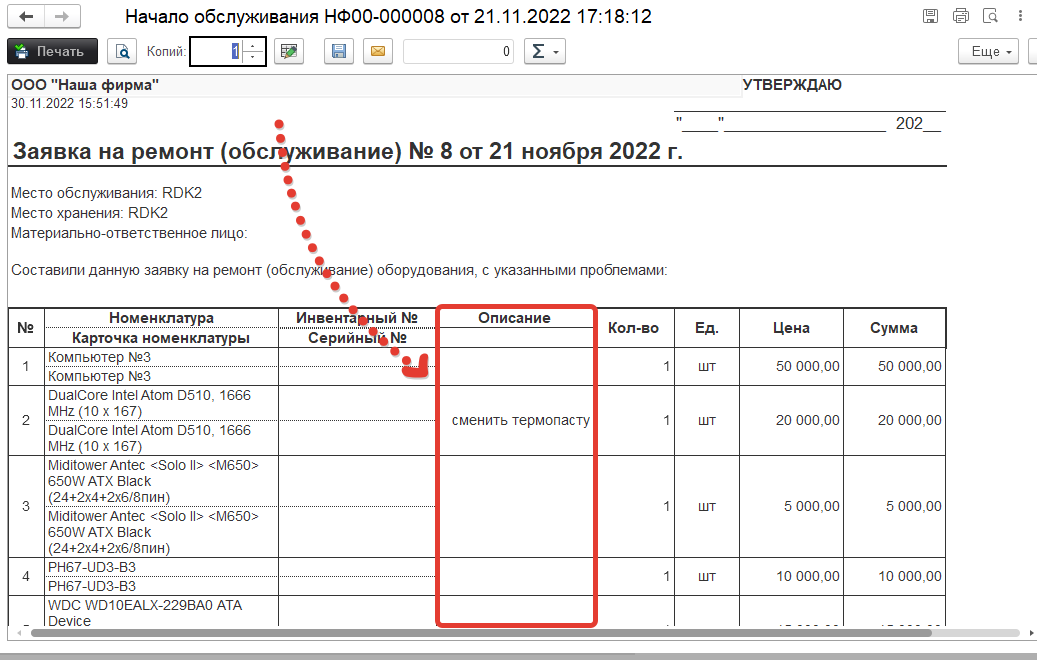 Начало обслуживания НФ00-000008 от 21.11.2022 17:18:12
Печать Копий: 1 0 Σ Еще
ООО "Наша фирма" УТВЕРЖДАЮ
30.11.2022 15:51:49
"____"____________________ 202__
Заявка на ремонт (обслуживание) № 8 от 21 ноября 2022 г.
Место обслуживания: RDK2
Место хранения: RDK2
Материально-ответственное лицо:
Составили данную заявку на ремонт (обслуживание) оборудования, с указанными проблемами:
№ Номенклатура Инвентарный № Описание Кол-во Ед. Цена Сумма
Карточка номенклатуры Серийный №
1 Компьютер №3 1 шт 50 000,00 50 000,00
Компьютер №3
2 DualCore Intel Atom D510, 1666
MHz (10 x 167) сменить термопасту 1 шт 20 000,00 20 000,00
DualCore Intel Atom D510, 1666
MHz (10 x 167)
3 Miditower Antec <Solo II> <M650>
650W ATX Black
(24+2x4+2x6/8пин) 1 шт 5 000,00 5 000,00
Miditower Antec <Solo II> <M650>
650W ATX Black
(24+2x4+2x6/8пин)
4 PH67-UD3-B3 1 шт 10 000,00 10 000,00
PH67-UD3-B3
WDC WD10EALX-229BA0 ATA
Device